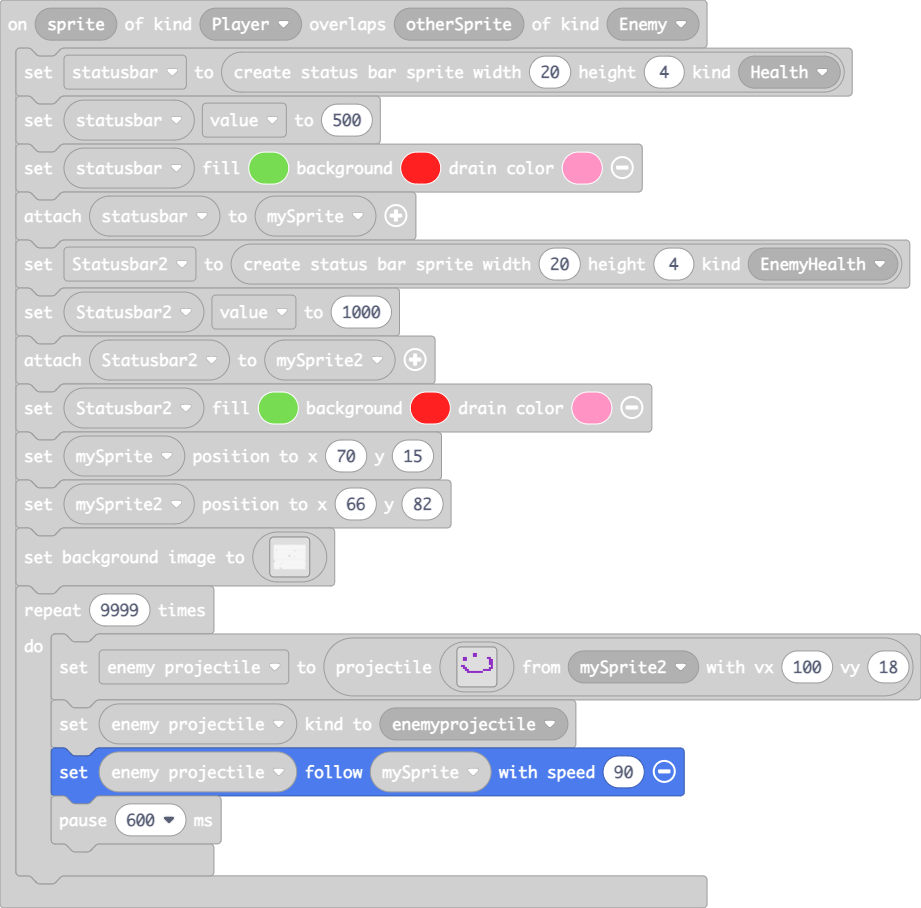 on sprite of kind Player overlaps otherSprite of kind Enemy
set statusbar to create status bar sprite width 20 height 4 kind Health
set statusbar value to 500
set statusbar fill background drain color
attach statusbar to mySprite
set Statusbar2 to create status bar sprite width 20 height 4 kind EnemyHealth
set Statusbar2 value to 1000
attach Statusbar2 to mySprite2
set Statusbar2 fill background drain color
set mySprite position to x 70 y 15
set mySprite2 position to x 66 y 82
set background image to
repeat 9999 times
do
set enemy projectile to projectile from mySprite2 with vx 100 vy 18
set enemy projectile kind to enemyprojectile
set enemy projectile follow mySprite with speed 90
pause 600 ms